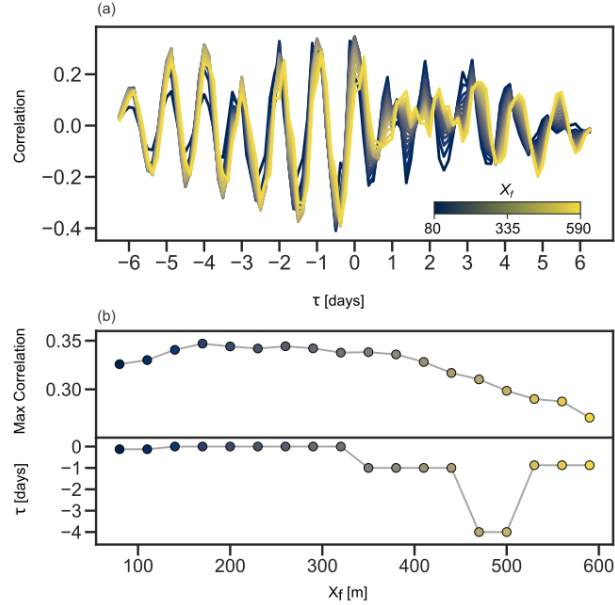 (a)
0.2
0.0
−0.2
−0.4
Correlation
X_f
80 335 590
−6 −5 −4 −3 −2 −1 0 1 2 3 4 5 6
τ [days]
(b)
0.35
0.30
Max Correlation
0
−1
−2
−3
−4
τ [days]
100 200 300 400 500 600
X_f [m]